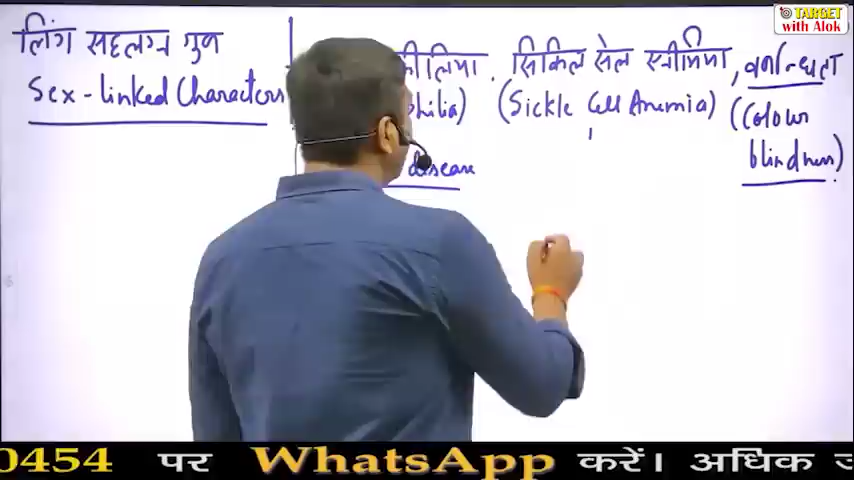 TARGET
with Alok
लिंग सहलग्न गुण
Sex-linked Characters
लिया. सिकिल सेल एनीमिया, वर्णान्धता
(Sickle Cell Anemia) (Colour
blindness)
disease
0454 पर WhatsApp करें। अधिक